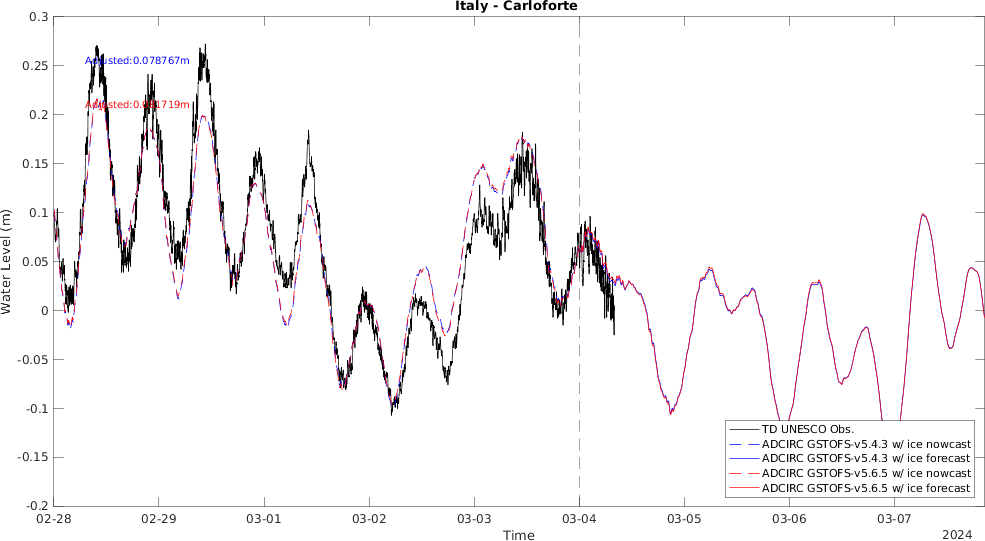 Italy - Carloforte
0.3
0.25
0.2
0.15
0.1
0.05
0
-0.05
-0.1
-0.15
-0.2
Water Level (m)
Adjusted:0.078767m
TD UNESCO Obs.
ADCIRC GSTOFS-v5.4.3 w/ ice nowcast
ADCIRC GSTOFS-v5.4.3 w/ ice forecast
ADCIRC GSTOFS-v5.6.5 w/ ice nowcast
ADCIRC GSTOFS-v5.6.5 w/ ice forecast
02-28
02-29
03-01
03-02
03-03
03-04
03-05
03-06
03-07
Time
2024